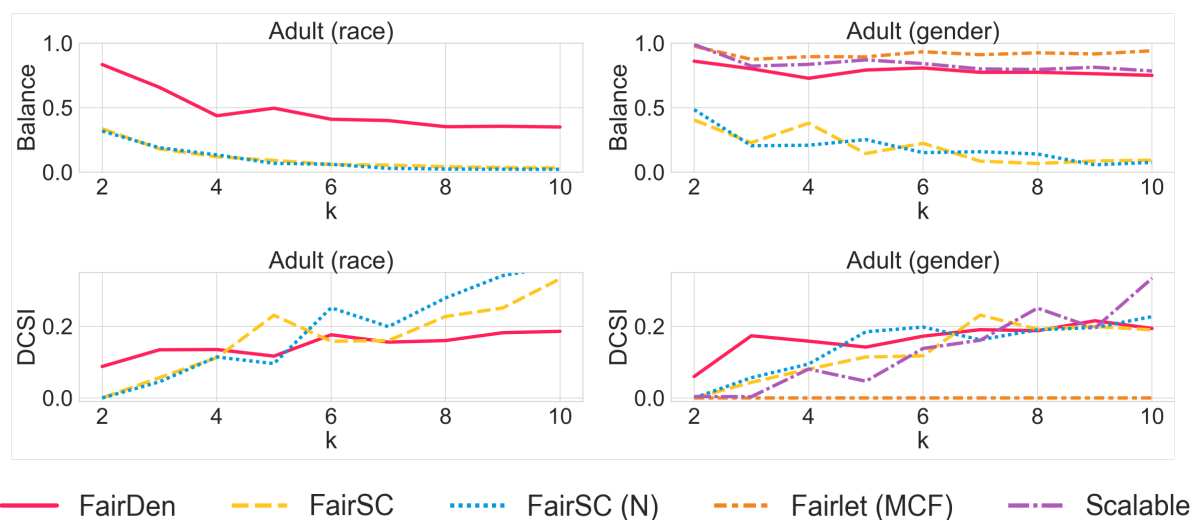 Adult (race)
1.0
0.5
0.0
Balance
2 4 6 8 10
k
Adult (gender)
1.0
0.5
0.0
Balance
2 4 6 8 10
k
Adult (race)
0.2
0.0
DCSI
2 4 6 8 10
k
Adult (gender)
0.2
0.0
DCSI
2 4 6 8 10
k
FairDen FairSC FairSC (N) Fairlet (MCF) Scalable